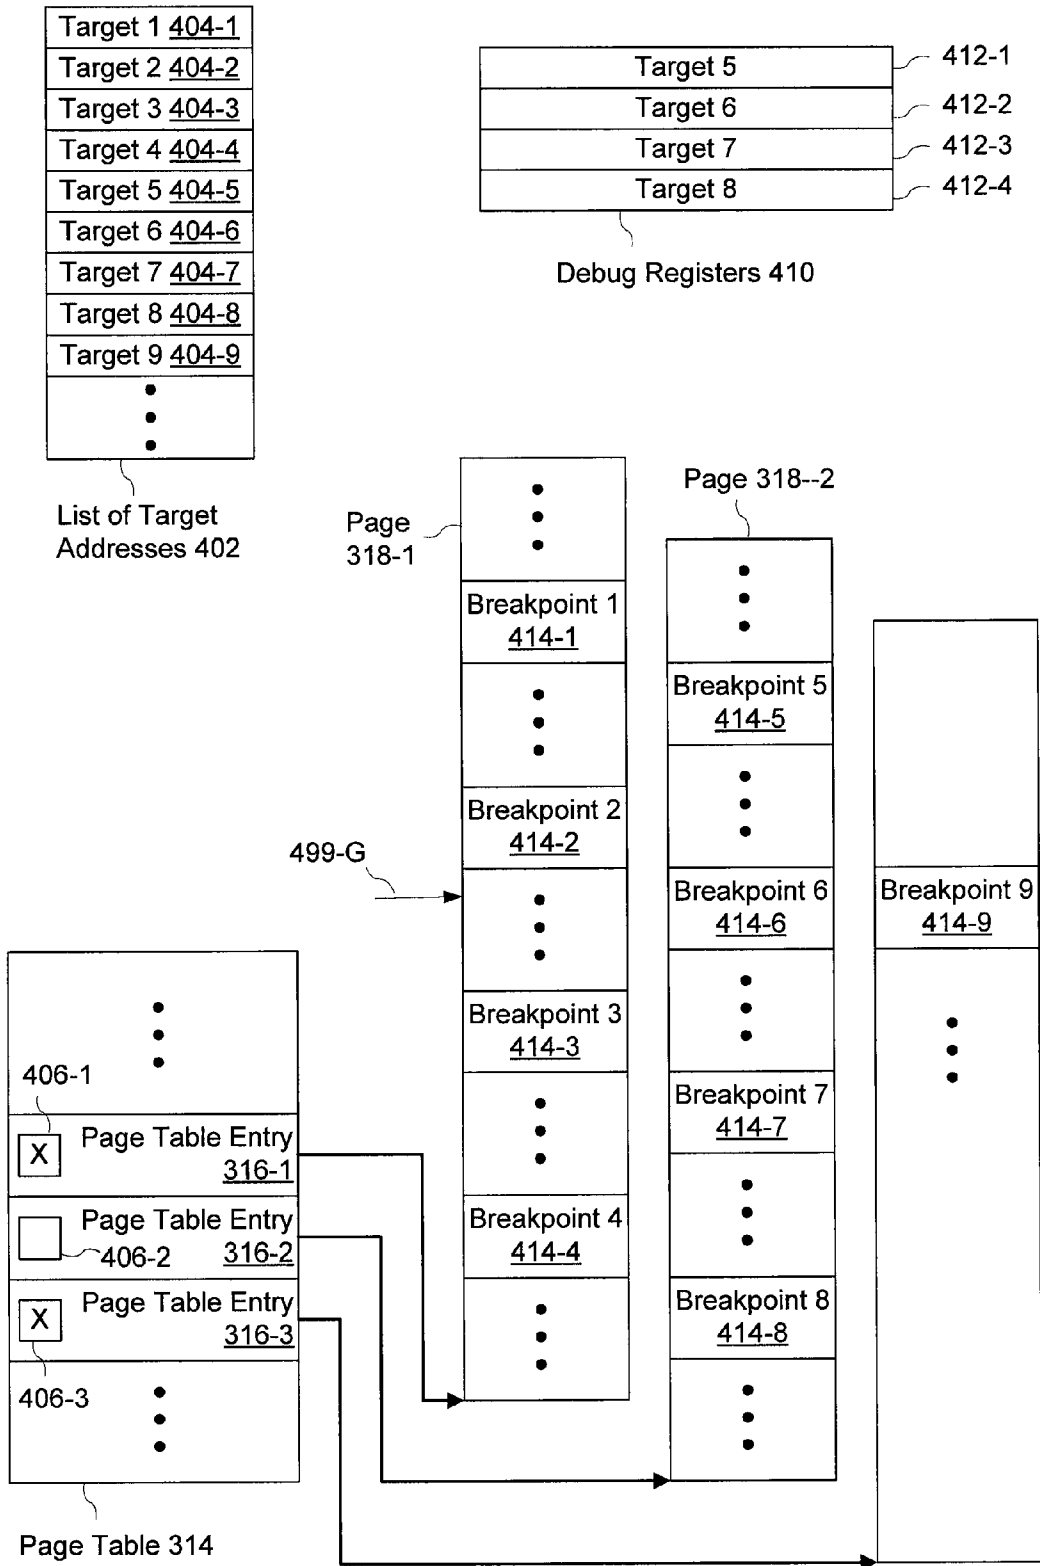 Target 1 404-1
Target 2 404-2
Target 3 404-3
Target 4 404-4
Target 5 404-5
Target 6 404-6
Target 7 404-7
Target 8 404-8
Target 9 404-9
List of Target
Addresses 402
Target 5
412-1
Target 6
412-2
Target 7
412-3
Target 8
412-4
Debug Registers 410
Page
318-1
Breakpoint 1
414-1
Breakpoint 2
414-2
499-G
Breakpoint 3
414-3
Breakpoint 4
414-4
Page 318--2
Breakpoint 5
414-5
Breakpoint 6
414-6
Breakpoint 7
414-7
Breakpoint 8
414-8
Breakpoint 9
414-9
406-1
X
Page Table Entry
316-1
Page Table Entry
406-2
316-2
X
Page Table Entry
316-3
406-3
Page Table 314